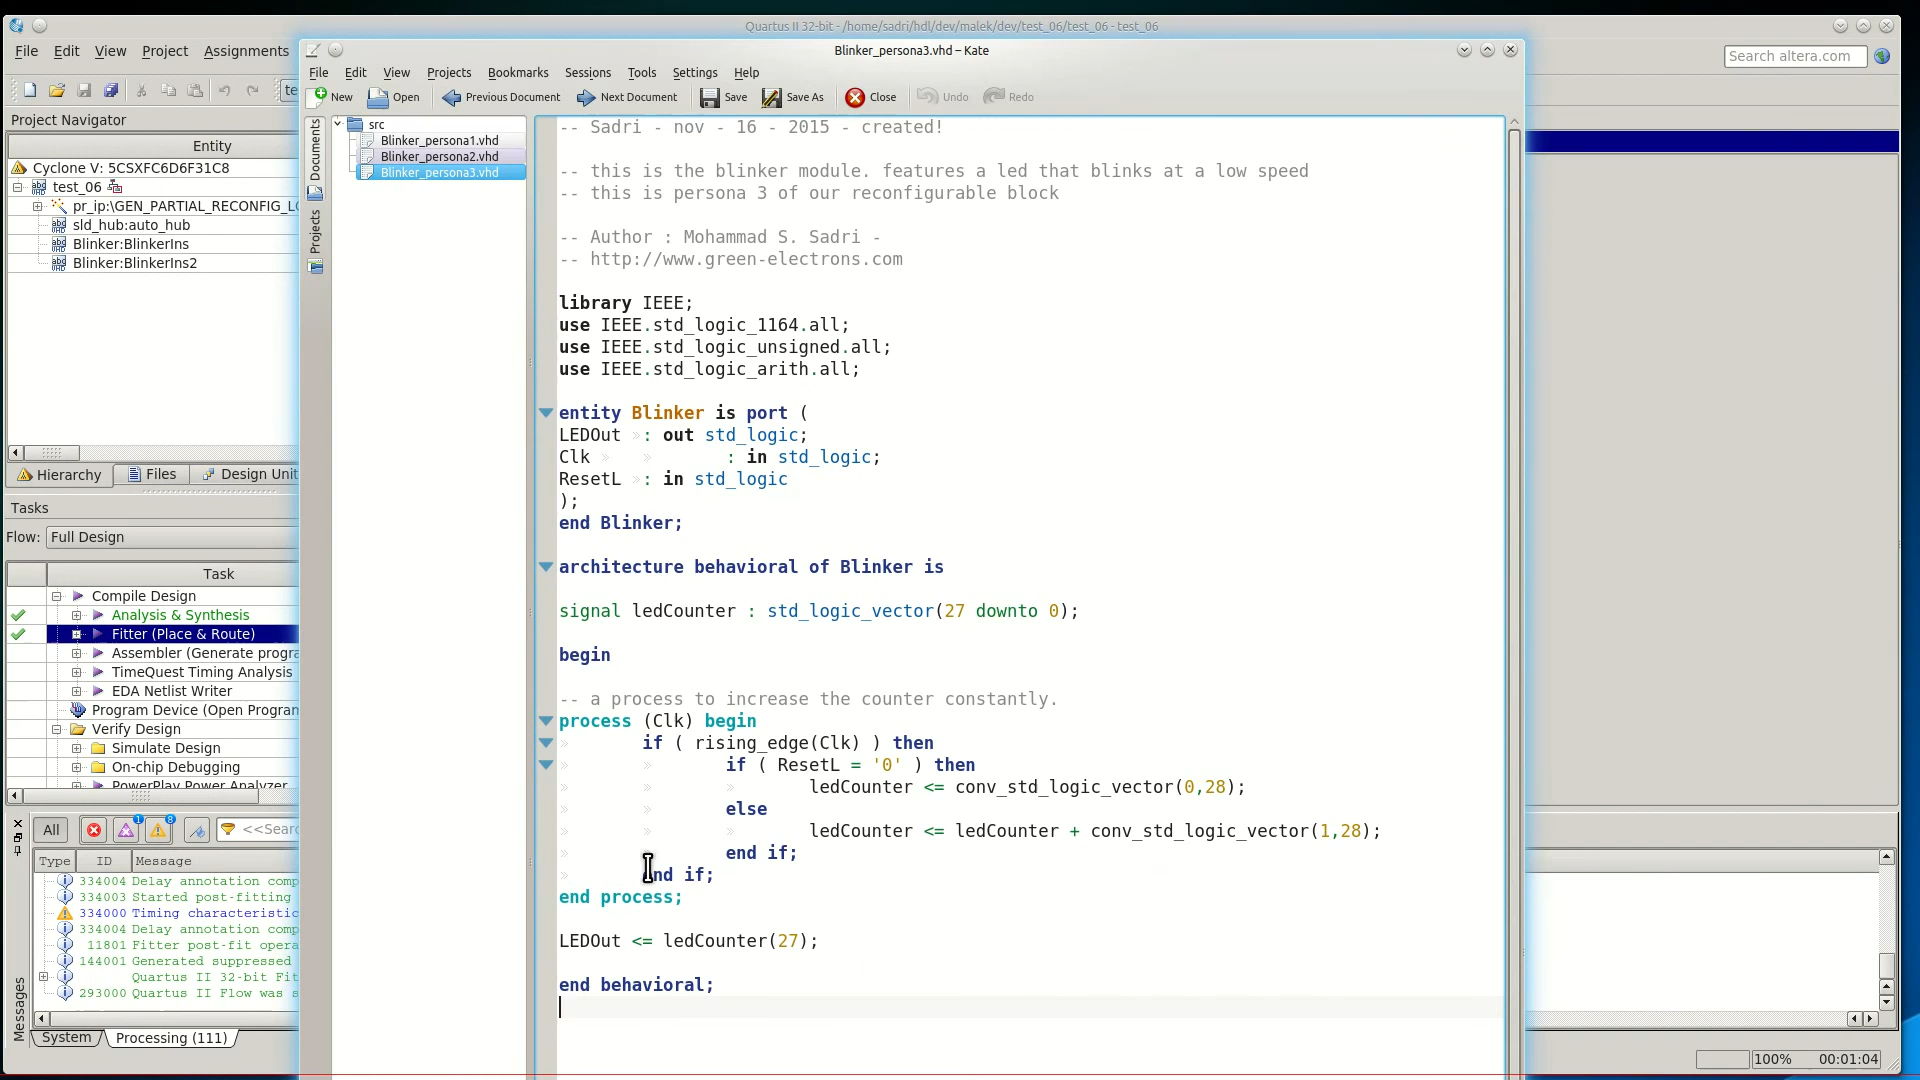 Quartus II 32-bit - /home/sadri/hdl/dev/malek/dev/test_06/test_06 - test_06
File Edit View Project Assignments
Search altera.com
Project Navigator
Entity
Cyclone V: 5CSXFC6D6F31C8
test_06
pr_ip:\GEN_PARTIAL_RECONFIG_L
sld_hub:auto_hub
Blinker:BlinkerIns
Blinker:BlinkerIns2
Hierarchy Files Design Unit
Tasks
Flow: Full Design
Task
Compile Design
Analysis & Synthesis
Fitter (Place & Route)
Assembler (Generate progra
TimeQuest Timing Analysis
EDA Netlist Writer
Program Device (Open Program
Verify Design
Simulate Design
On-chip Debugging
PowerPlay Power Analyzer
All <<Sear
Type ID Message
334004 Delay annotation comp
334003 Started post-fitting
334000 Timing characteristic
334004 Delay annotation comp
11801 Fitter post-fit opera
144001 Generated suppressed
Quartus II 32-bit Fit
293000 Quartus II Flow was s
Messages
System Processing (111)
100% 00:01:04
Blinker_persona3.vhd – Kate
File Edit View Projects Bookmarks Sessions Tools Settings Help
New Open Previous Document Next Document Save Save As Close Undo Redo
Documents
Projects
src
Blinker_persona1.vhd
Blinker_persona2.vhd
Blinker_persona3.vhd
-- Sadri - nov - 16 - 2015 - created!
-- this is the blinker module. features a led that blinks at a low speed
-- this is persona 3 of our reconfigurable block
-- Author : Mohammad S. Sadri -
-- http://www.green-electrons.com
library IEEE;
use IEEE.std_logic_1164.all;
use IEEE.std_logic_unsigned.all;
use IEEE.std_logic_arith.all;
entity Blinker is port (
LEDOut : out std_logic;
Clk : in std_logic;
ResetL : in std_logic
);
end Blinker;
architecture behavioral of Blinker is
signal ledCounter : std_logic_vector(27 downto 0);
begin
-- a process to increase the counter constantly.
process (Clk) begin
if ( rising_edge(Clk) ) then
if ( ResetL = '0' ) then
ledCounter <= conv_std_logic_vector(0,28);
else
ledCounter <= ledCounter + conv_std_logic_vector(1,28);
end if;
end if;
end process;
LEDOut <= ledCounter(27);
end behavioral;